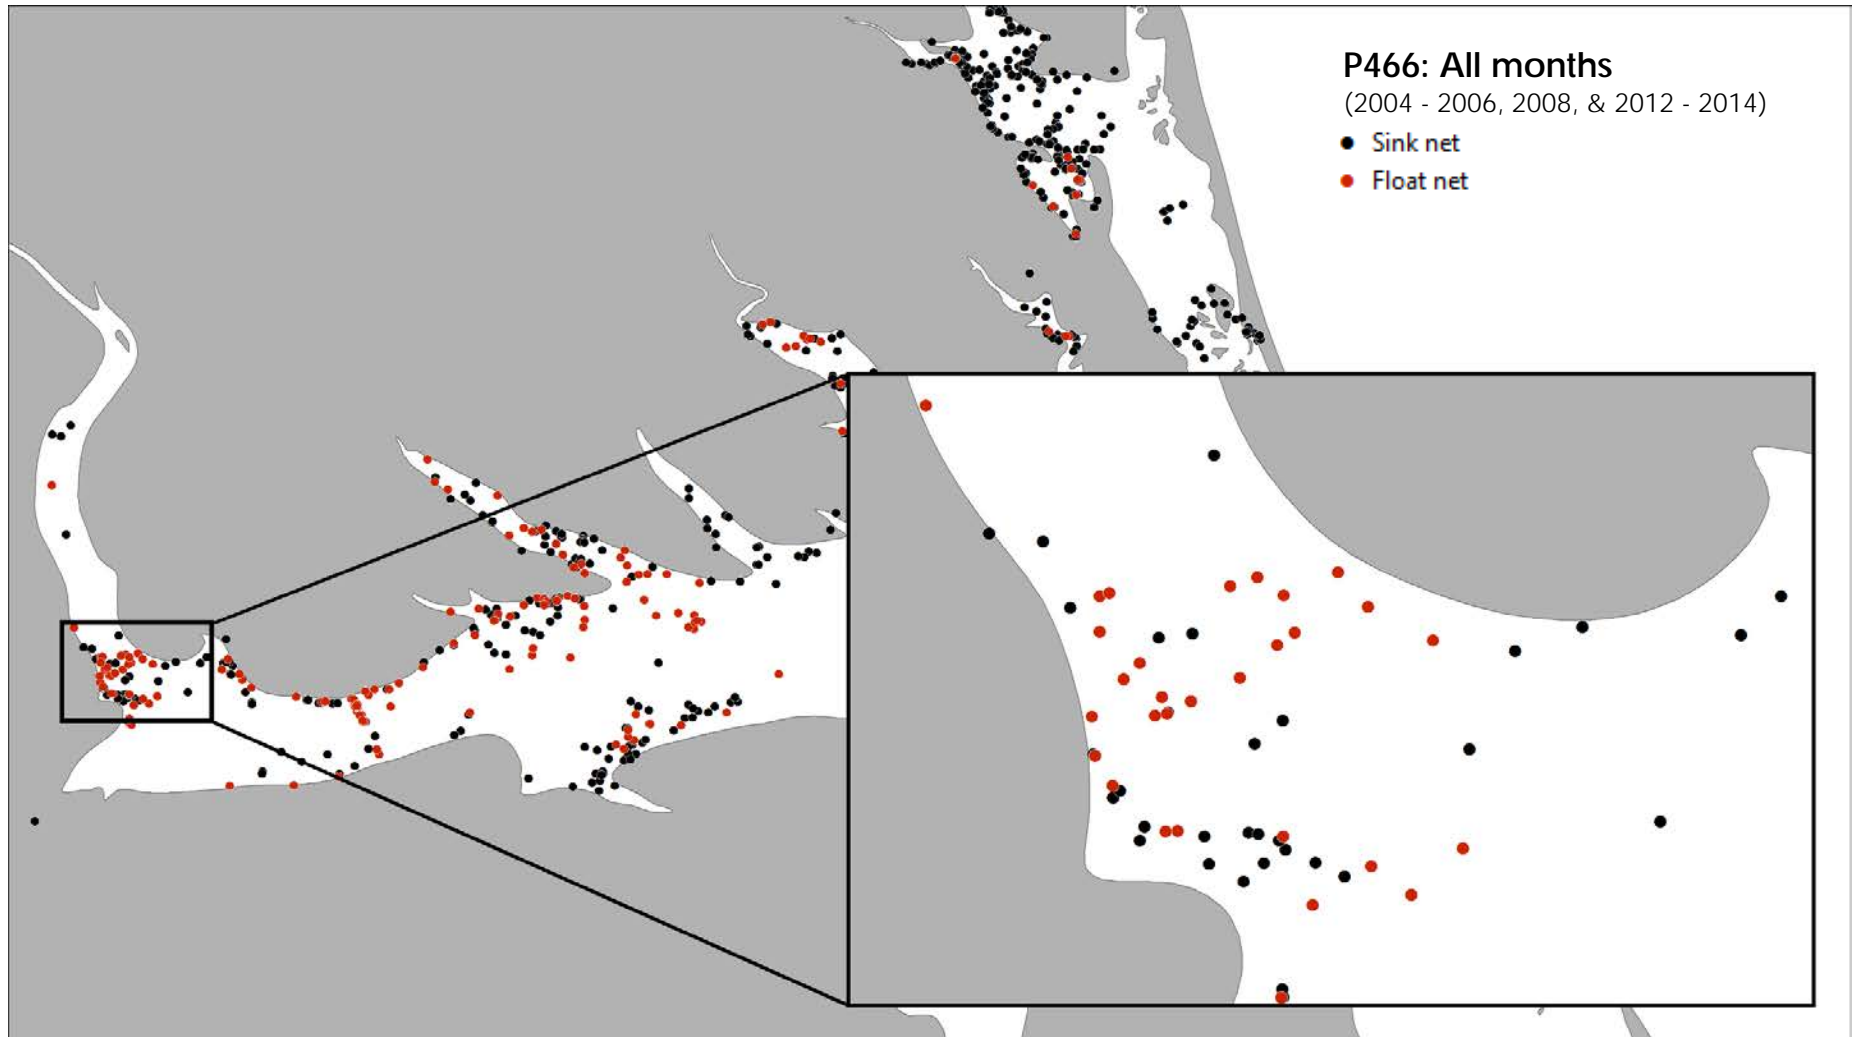 P466: All months
(2004 - 2006, 2008, & 2012 - 2014)
Sink net
Float net